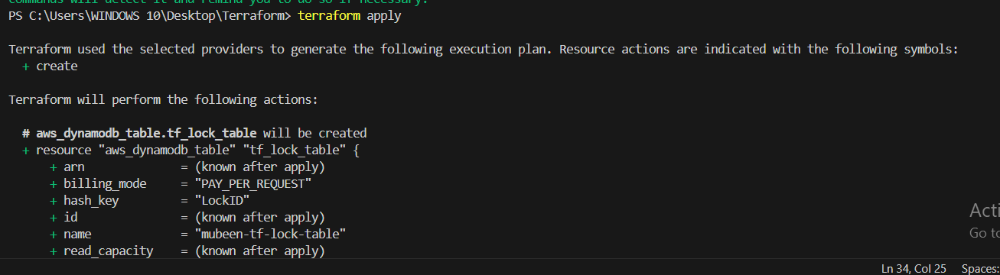 commands will detect it and remind you to do so if necessary.
PS C:\Users\WINDOWS 10\Desktop\Terraform> terraform apply
Terraform used the selected providers to generate the following execution plan. Resource actions are indicated with the following symbols:
+ create
Terraform will perform the following actions:
# aws_dynamodb_table.tf_lock_table will be created
+ resource "aws_dynamodb_table" "tf_lock_table" {
+ arn = (known after apply)
+ billing_mode = "PAY_PER_REQUEST"
+ hash_key = "LockID"
+ id = (known after apply)
+ name = "mubeen-tf-lock-table"
+ read_capacity = (known after apply)
Acti
Go to
Ln 34, Col 25 Spaces: